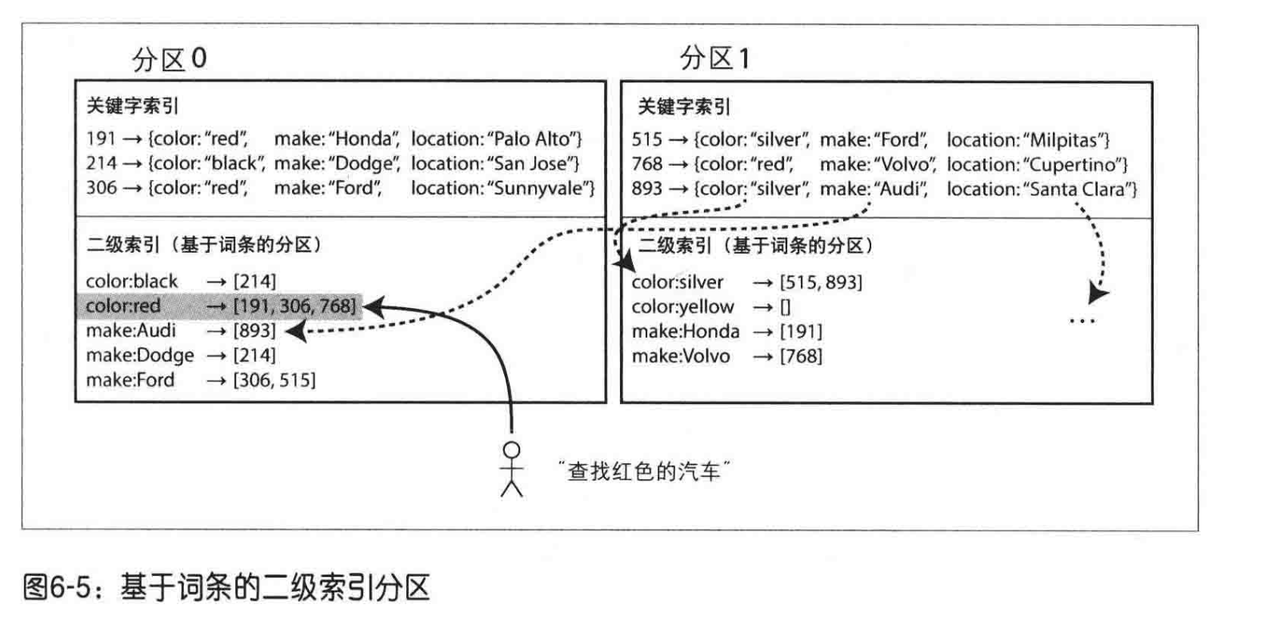 分区 0
关键字索引
191 → {color: “red”, make: “Honda”, location: “Palo Alto”}
214 → {color: “black”, make: “Dodge”, location: “San Jose”}
306 → {color: “red”, make: “Ford”, location: “Sunnyvale”}
二级索引（基于词条的分区）
color:black → [214]
color:red → [191, 306, 768]
make:Audi → [893]
make:Dodge → [214]
make:Ford → [306, 515]
分区 1
关键字索引
515 → {color: “silver”, make: “Ford”, location: “Milpitas”}
768 → {color: “red”, make: “Volvo”, location: “Cupertino”}
893 → {color: “silver”, make: “Audi”, location: “Santa Clara”}
二级索引（基于词条的分区）
color:silver → [515, 893]
color:yellow → []
make:Honda → [191]
make:Volvo → [768]
...
“查找红色的汽车”
图6-5：基于词条的二级索引分区